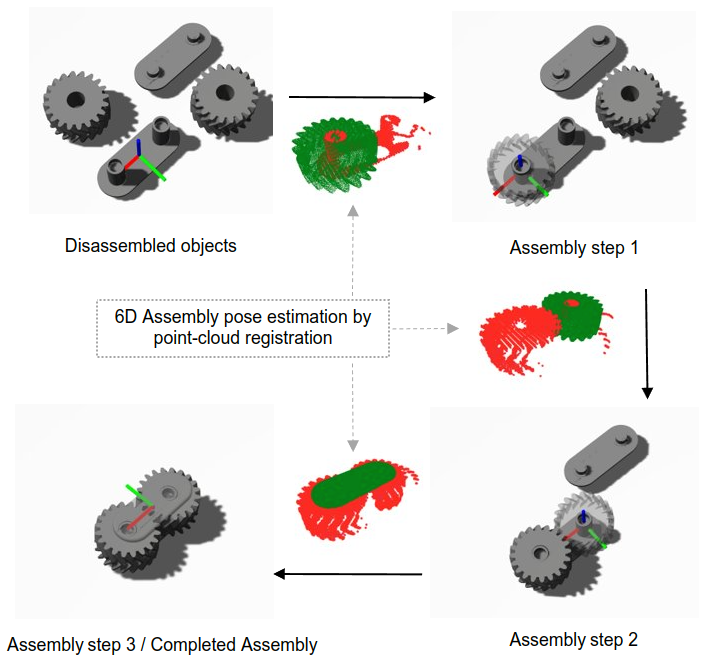 Disassembled objects
Assembly step 1
6D Assembly pose estimation by
point-cloud registration
Assembly step 3 / Completed Assembly
Assembly step 2